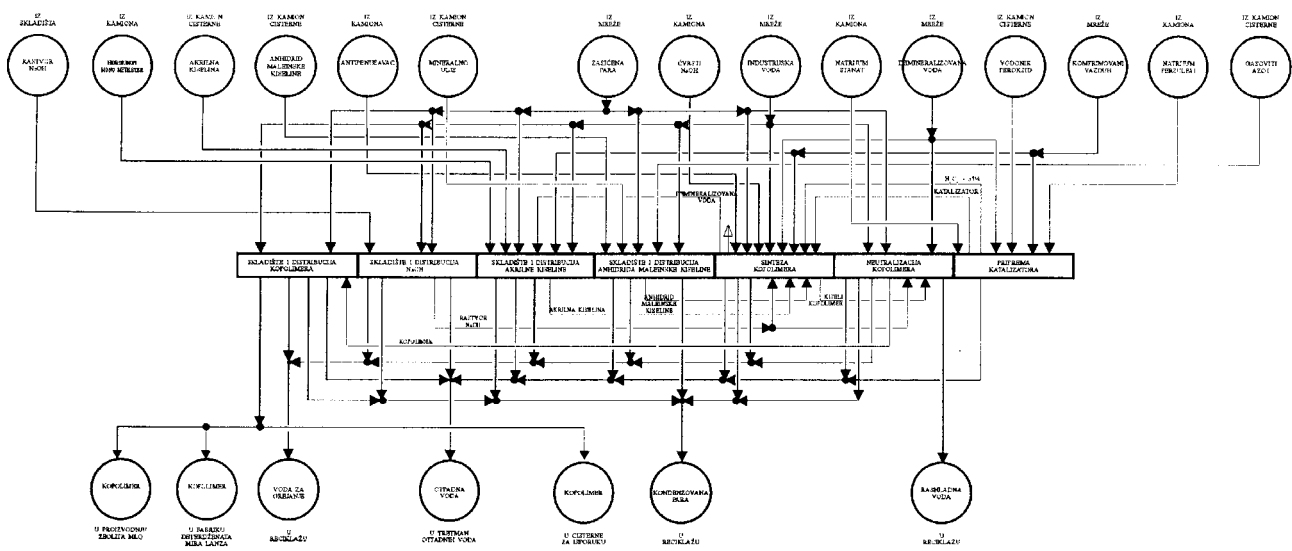 IZ
SKLADIŠTA
IZ
KAMIONA
IZ KAMION
CISTERNE
IZ KAMION
CISTERNE
IZ
KAMIONA
IZ KAMION
CISTERNE
IZ
MREŽE
IZ
KAMIONA
IZ
MREŽE
IZ
KAMIONA
IZ
MREŽE
IZ KAMION
CISTERNE
IZ
MREŽE
IZ
KAMIONA
IZ KAMION
CISTERNE
RASTVOR
NaOH
AKRILNA
KISELINA
ANHIDRID
MALEINSKE
KISELINE
ANTIPENUŠAVAC
MINERALNO
ULJE
ZASIĆENA
PARA
ČVRSTI
NaOH
INDUSTRIJSKA
VODA
NATRIJUM
DEMINERALIZOVANA
VODA
VODONIK
PEROKSID
KOMPRIMOVANI
VAZDUH
NATRIJUM
PERSULFAT
GASOVITI
AZOT
DEMINERALIZOVANA
VODA
KATALIZATOR
SKLADIŠTE I DISTRIBUCIJA
KOPOLIMERA
SKLADIŠTE I DISTRIBUCIJA
NaOH
SKLADIŠTE I DISTRIBUCIJA
AKRILNE KISELINE
SKLADIŠTE I DISTRIBUCIJA
ANHIDRIDA MALEINSKE KISELINE
SINTEZA
KOPOLIMERA
NEUTRALIZACIJA
KOPOLIMERA
PRIPREMA
KATALIZATORA
RASTVOR
NaOH
AKRILNA KISELINA
ANHIDRID
MALEINSKE
KISELINE
KISELI
KOPOLIMER
KOPOLIMER
KOPOLIMER
KOPOLIMER
VODA ZA
GREJANJE
OTPADNA
VODA
KOPOLIMER
KONDENZOVANA
PARA
RASHLADNA
VODA
U PROIZVODNJU
ZEOLITA MLQ
U FABRIKU
DETERDŽENATA
MIRA LANZA
U
RECIKLAŽU
U TRETMAN
OTPADNIH VODA
U CISTERNE
ZA ISPORUKU
U
RECIKLAŽU
U
RECIKLAŽU